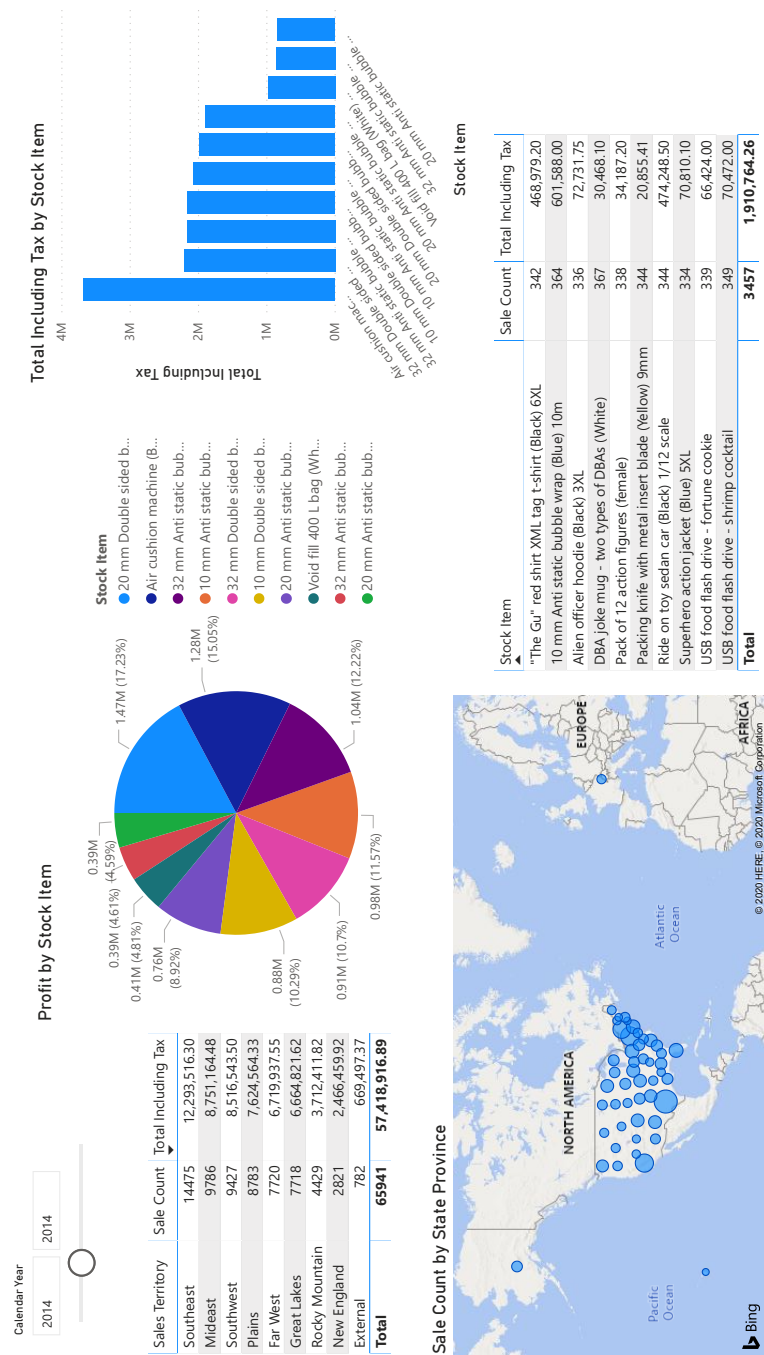 Calendar Year
2014 2014
Sales Territory Sale Count Total Including Tax
Southeast 14475 12,293,516.30
Mideast 9786 8,751,164.48
Southwest 9427 8,516,543.50
Plains 8783 7,624,564.33
Far West 7720 6,719,937.55
Great Lakes 7718 6,664,821.62
Rocky Mountain 4429 3,712,411.82
New England 2821 2,466,459.92
External 782 669,497.37
Total 65941 57,418,916.89
Profit by Stock Item
1.47M (17.23%)
1.28M
(15.05%)
1.04M (12.22%)
0.98M (11.57%)
0.91M (10.7%)
0.88M
(10.29%)
0.76M
(8.92%)
0.41M (4.81%)
0.39M (4.61%)
0.39M
(4.59%)
Stock Item
20 mm Double sided b...
Air cushion machine (B...
32 mm Anti static bub...
10 mm Anti static bub...
32 mm Double sided b...
10 mm Double sided b...
20 mm Anti static bub...
Void fill 400 L bag (Wh...
32 mm Anti static bub...
20 mm Anti static bub...
Total Including Tax by Stock Item
Total Including Tax
4M
3M
2M
1M
0M
Air cushion mac...
32 mm Double sided ...
32 mm Anti static bubble ...
10 mm Double sided bubb...
10 mm Anti static bubble ...
20 mm Double sided bubb...
20 mm Anti static bubble ...
Void fill 400 L bag (White) ...
32 mm Anti static bubble ...
20 mm Anti static bubble ...
Stock Item
Sale Count by State Province
NORTH AMERICA
EUROPE
AFRICA
Atlantic
Ocean
Pacific
Ocean
Bing
© 2020 HERE, © 2020 Microsoft Corporation
Stock Item Sale Count Total Including Tax
"The Gu" red shirt XML tag t-shirt (Black) 6XL 342 468,979.20
10 mm Anti static bubble wrap (Blue) 10m 364 601,588.00
Alien officer hoodie (Black) 3XL 336 72,731.75
DBA joke mug - two types of DBAs (White) 367 30,468.10
Pack of 12 action figures (female) 338 34,187.20
Packing knife with metal insert blade (Yellow) 9mm 344 20,855.41
Ride on toy sedan car (Black) 1/12 scale 344 474,248.50
Superhero action jacket (Blue) 5XL 334 70,810.10
USB food flash drive - fortune cookie 339 66,424.00
USB food flash drive - shrimp cocktail 349 70,472.00
Total 3457 1,910,764.26